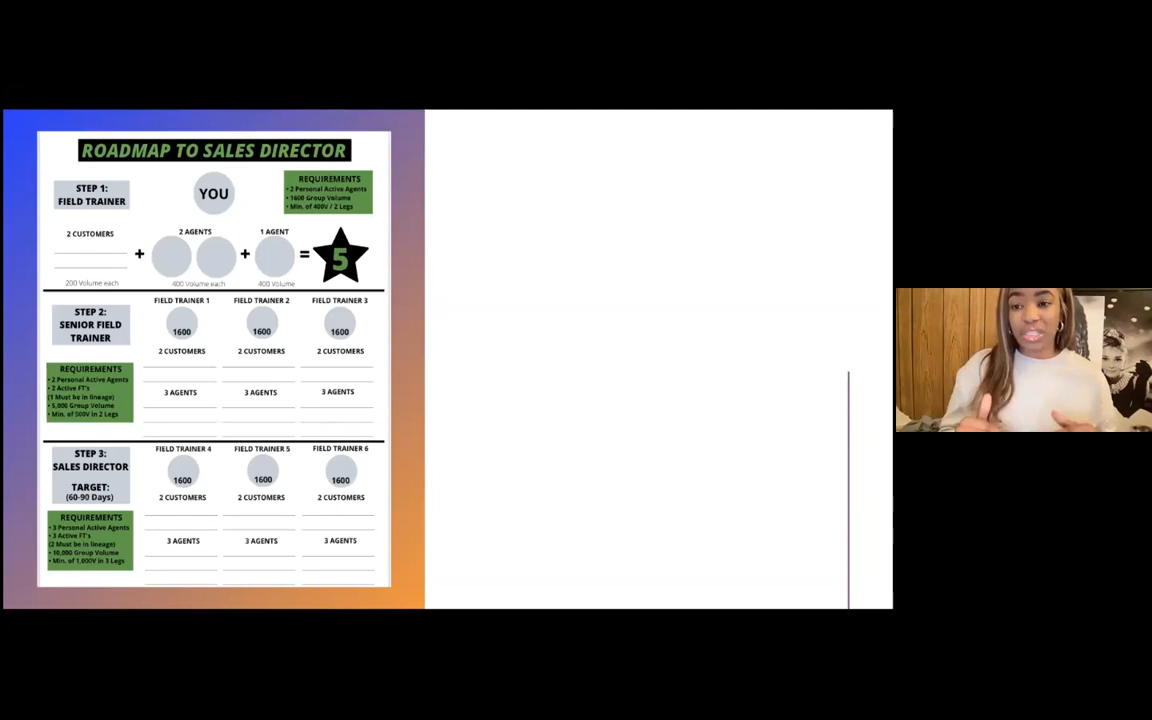 ROADMAP TO SALES DIRECTOR
STEP 1:
FIELD TRAINER
YOU
REQUIREMENTS
• 2 Personal Active Agents
• 1600 Group Volume
• Min. of 400V / 2 Legs
2 CUSTOMERS
+
2 AGENTS
+
1 AGENT
=
5
200 Volume each
400 Volume each
400 Volume
STEP 2:
SENIOR FIELD
TRAINER
FIELD TRAINER 1
FIELD TRAINER 2
FIELD TRAINER 3
1600
1600
1600
2 CUSTOMERS
2 CUSTOMERS
2 CUSTOMERS
REQUIREMENTS
• 2 Personal Active Agents
• 2 Active FT's
(1 Must be in lineage)
• 5,000 Group Volume
• Min. of 500V in 2 Legs
3 AGENTS
3 AGENTS
3 AGENTS
STEP 3:
SALES DIRECTOR
TARGET:
(60-90 Days)
FIELD TRAINER 4
FIELD TRAINER 5
FIELD TRAINER 6
1600
1600
1600
2 CUSTOMERS
2 CUSTOMERS
2 CUSTOMERS
REQUIREMENTS
• 3 Personal Active Agents
• 3 Active FT's
(2 Must be in lineage)
• 10,000 Group Volume
• Min. of 1,000V in 3 Legs
3 AGENTS
3 AGENTS
3 AGENTS